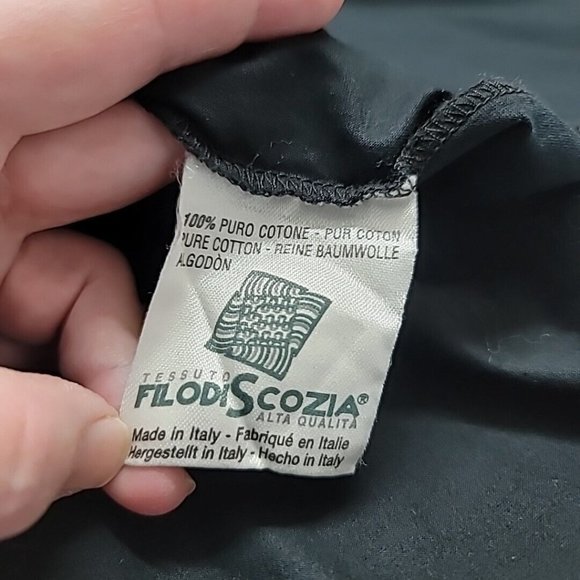 100% PURO COTONE - PUR COTON
PURE COTTON - REINE BAUMWOLLE
ALGODÒN
TESSUTO
FILODISCOZIA®
ALTA QUALITÀ
Made in Italy - Fabriqué en Italie
Hergestellt in Italy - Hecho in Italy